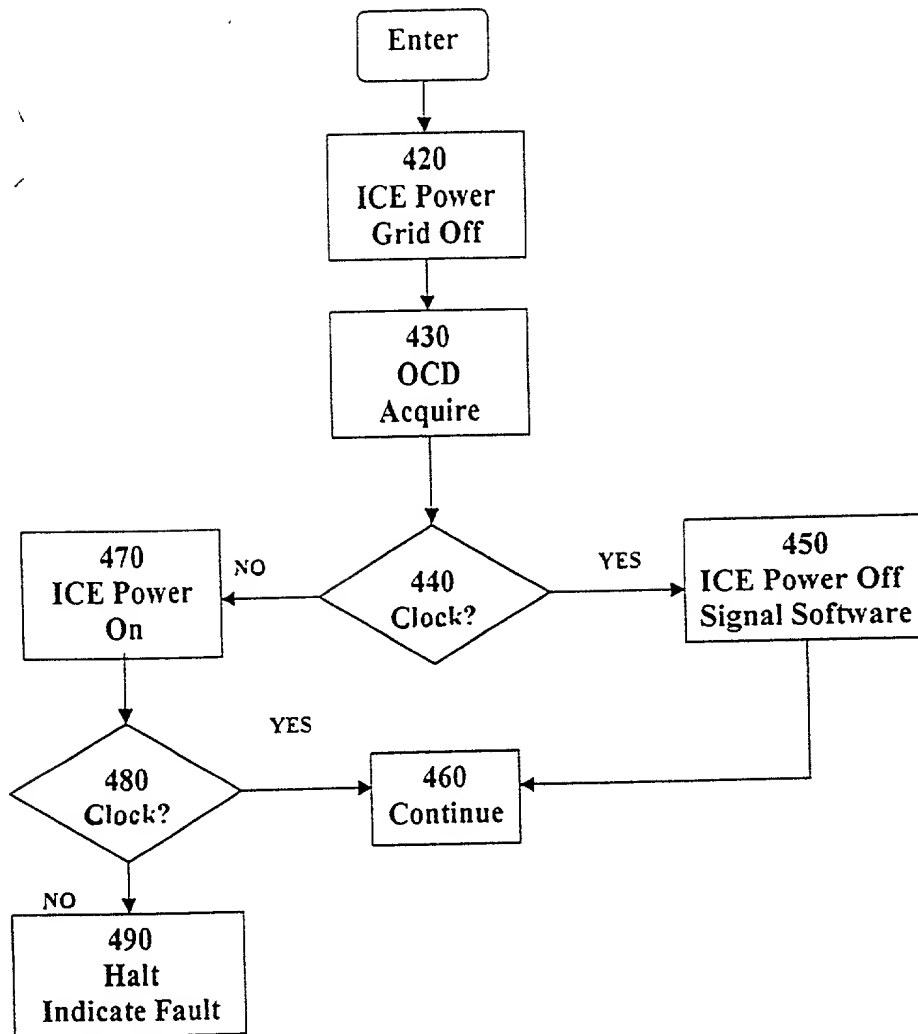 Enter
420
ICE Power
Grid Off
430
OCD
Acquire
440
Clock?
NO
YES
470
ICE Power
On
450
ICE Power Off
Signal Software
480
Clock?
YES
460
Continue
NO
490
Halt
Indicate Fault